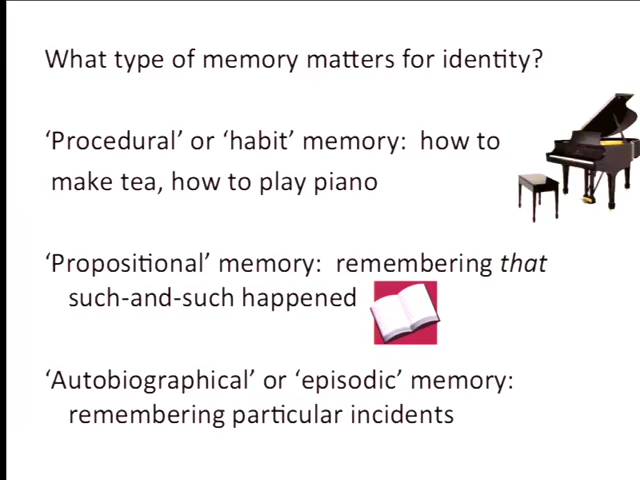 What type of memory matters for identity?
‘Procedural’ or ‘habit’ memory:  how to
make tea, how to play piano
‘Propositional’ memory:  remembering that
such-and-such happened
‘Autobiographical’ or ‘episodic’ memory:
remembering particular incidents